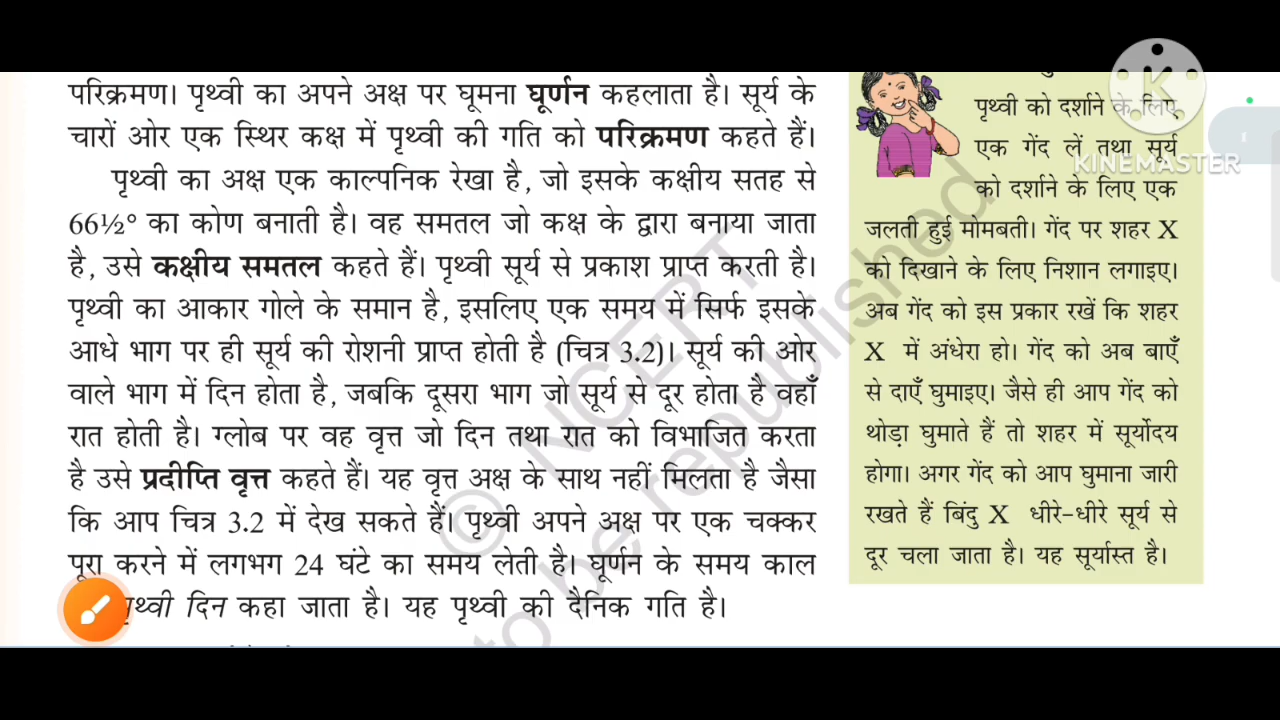 परिक्रमण। पृथ्वी का अपने अक्ष पर घूमना घूर्णन कहलाता है। सूर्य के
चारों ओर एक स्थिर कक्ष में पृथ्वी की गति को परिक्रमण कहते हैं।
पृथ्वी का अक्ष एक काल्पनिक रेखा है, जो इसके कक्षीय सतह से
66½° का कोण बनाती है। वह समतल जो कक्ष के द्वारा बनाया जाता
है, उसे कक्षीय समतल कहते हैं। पृथ्वी सूर्य से प्रकाश प्राप्त करती है।
पृथ्वी का आकार गोले के समान है, इसलिए एक समय में सिर्फ इसके
आधे भाग पर ही सूर्य की रोशनी प्राप्त होती है (चित्र 3.2)। सूर्य की ओर
वाले भाग में दिन होता है, जबकि दूसरा भाग जो सूर्य से दूर होता है वहाँ
रात होती है। ग्लोब पर वह वृत्त जो दिन तथा रात को विभाजित करता
है उसे प्रदीप्ति वृत्त कहते हैं। यह वृत्त अक्ष के साथ नहीं मिलता है जैसा
कि आप चित्र 3.2 में देख सकते हैं। पृथ्वी अपने अक्ष पर एक चक्कर
पूरा करने में लगभग 24 घंटे का समय लेती है। घूर्णन के समय काल
पृथ्वी दिन कहा जाता है। यह पृथ्वी की दैनिक गति है।
पृथ्वी को दर्शाने के लिए
एक गेंद लें तथा सूर्य
को दर्शाने के लिए एक
जलती हुई मोमबती। गेंद पर शहर X
को दिखाने के लिए निशान लगाइए।
अब गेंद को इस प्रकार रखें कि शहर
X में अंधेरा हो। गेंद को अब बाएँ
से दाएँ घुमाइए। जैसे ही आप गेंद को
थोड़ा घुमाते हैं तो शहर में सूर्योदय
होगा। अगर गेंद को आप घुमाना जारी
रखते हैं बिंदु X धीरे-धीरे सूर्य से
दूर चला जाता है। यह सूर्यास्त है।
K
KINEMASTER
© NCERT
to be republished